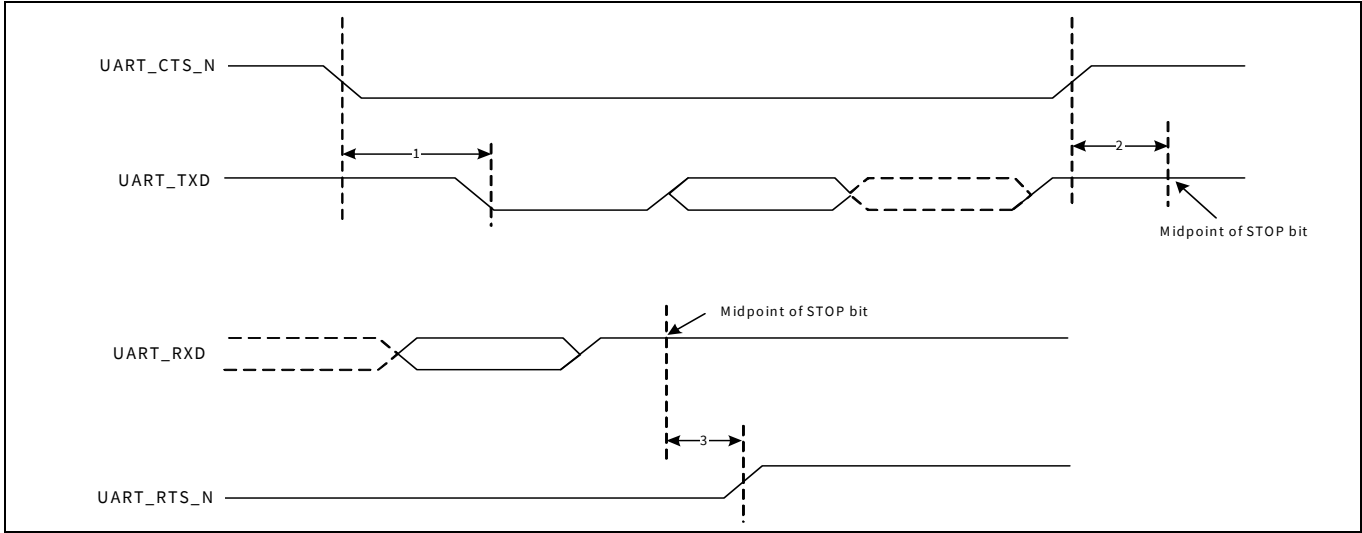 UART_CTS_N
1
2
UART_TXD
Midpoint of STOP bit
Midpoint of STOP bit
UART_RXD
3
UART_RTS_N